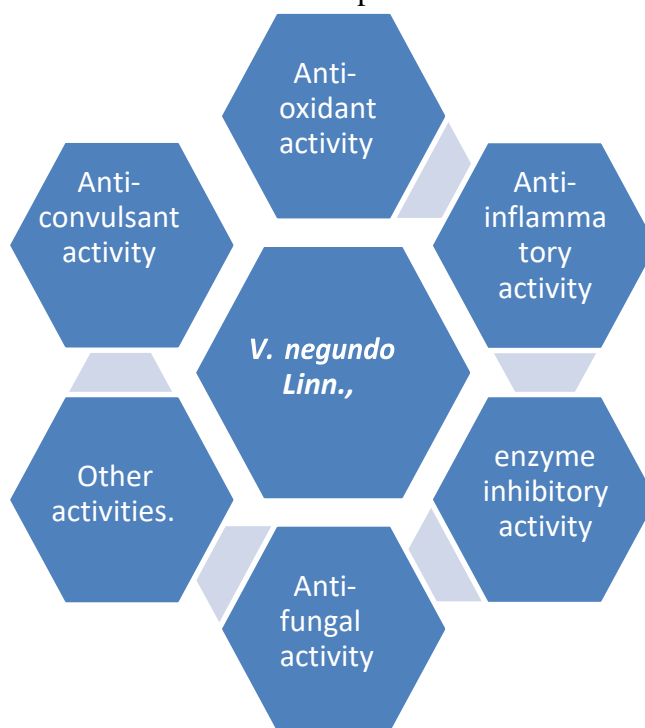 Anti-
oxidant
activity
Anti-
inflamma
tory
activity
enzyme
inhibitory
activity
Anti-
fungal
activity
Other
activities.
Anti-
convulsant
activity
V. negundo
Linn.,